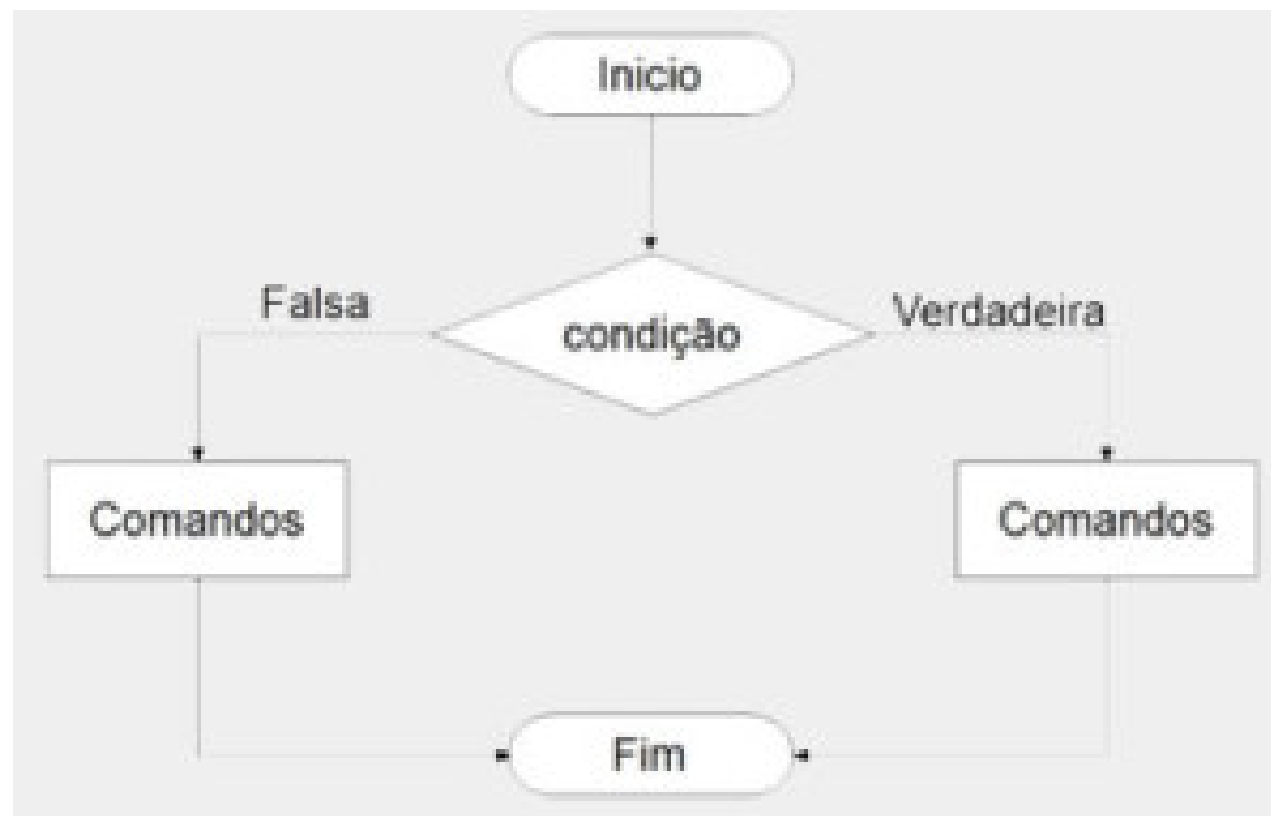 Inicio
Falsa
condição
Verdadeira
Comandos
Comandos
Fim